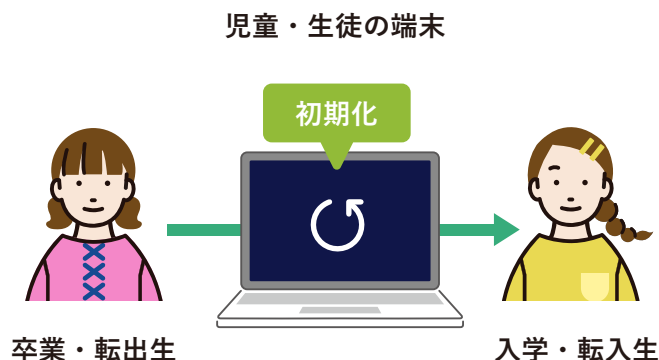 児童・生徒の端末
初期化
卒業・転出生
入学・転入生